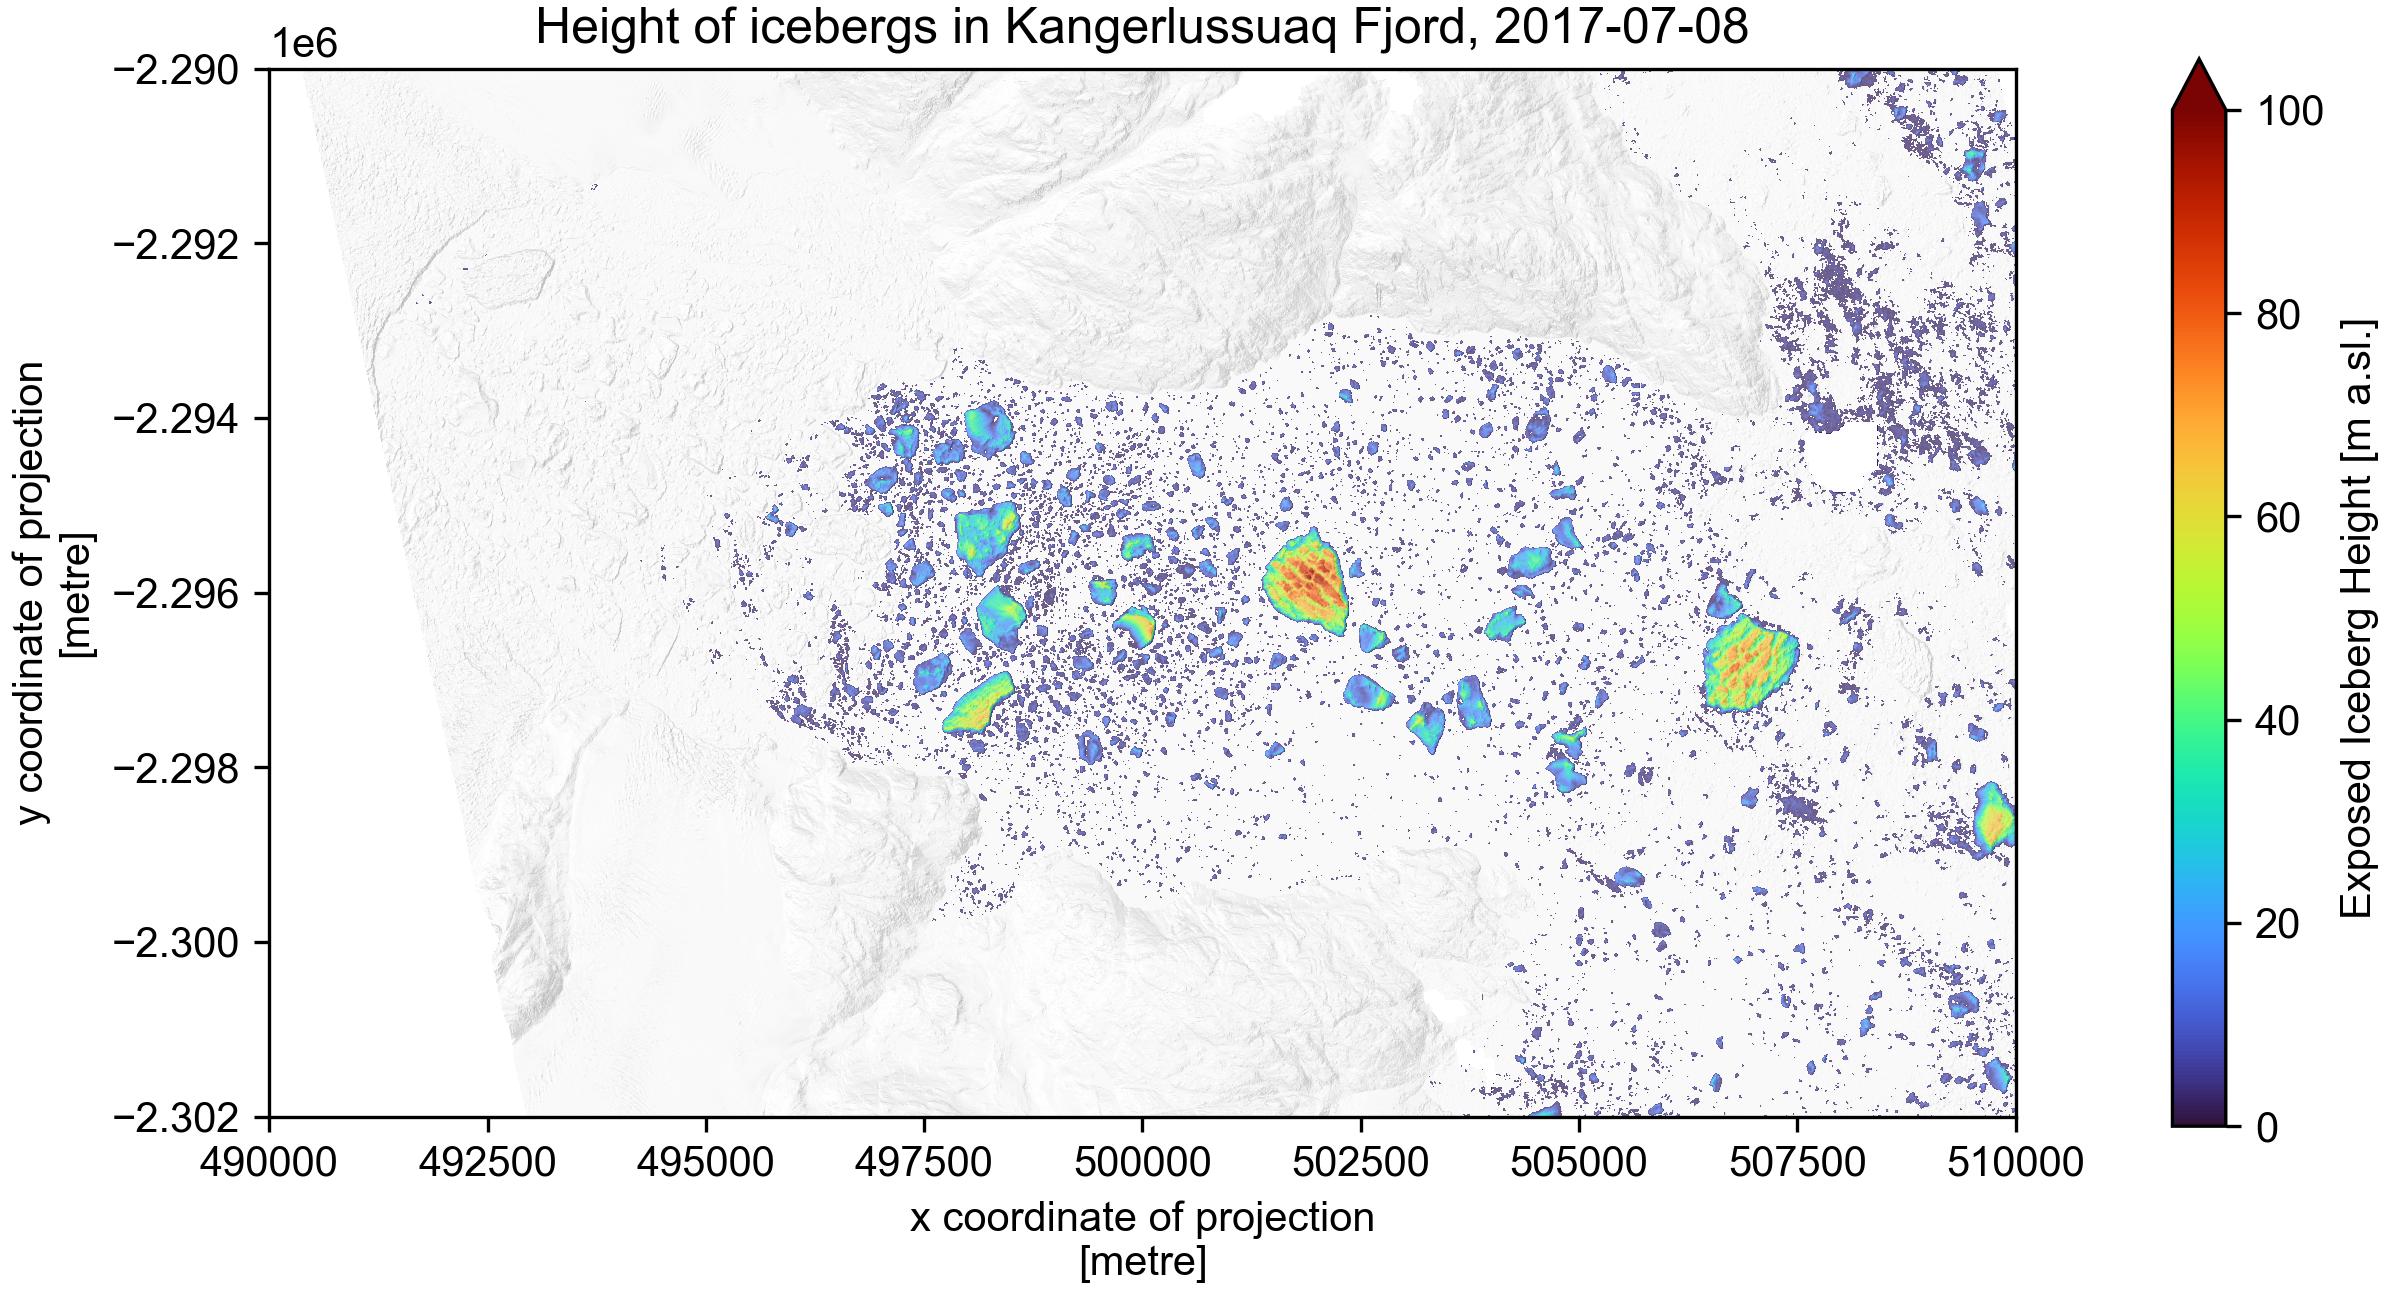 Height of icebergs in Kangerlussuaq Fjord, 2017-07-08
1e6
−2.290
−2.292
−2.294
−2.296
−2.298
−2.300
−2.302
y coordinate of projection
[metre]
490000 492500 495000 497500 500000 502500 505000 507500 510000
x coordinate of projection
[metre]
100
80
60
40
20
0
Exposed Iceberg Height [m a.sl.]